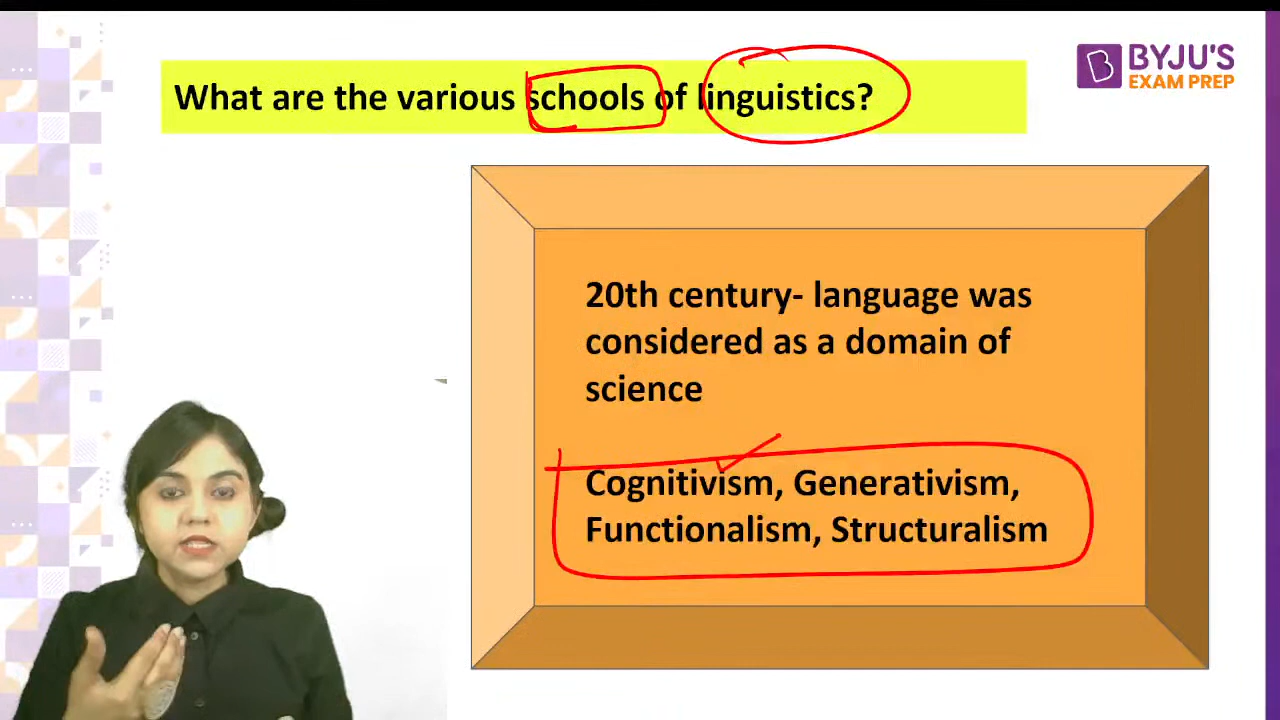 What are the various schools of linguistics?
BYJU'S
EXAM PREP
20th century- language was
considered as a domain of
science
Cognitivism, Generativism,
Functionalism, Structuralism